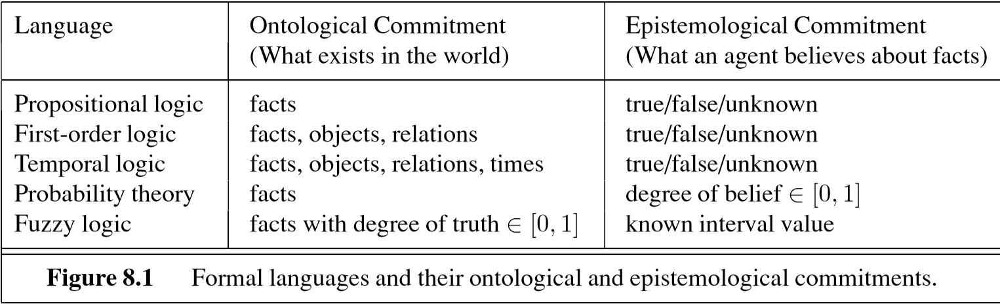 Language Ontological Commitment Epistemological Commitment
(What exists in the world) (What an agent believes about facts)
Propositional logic facts true/false/unknown
First-order logic facts, objects, relations true/false/unknown
Temporal logic facts, objects, relations, times true/false/unknown
Probability theory facts degree of belief ∈ [0, 1]
Fuzzy logic facts with degree of truth ∈ [0, 1] known interval value
Figure 8.1 Formal languages and their ontological and epistemological commitments.